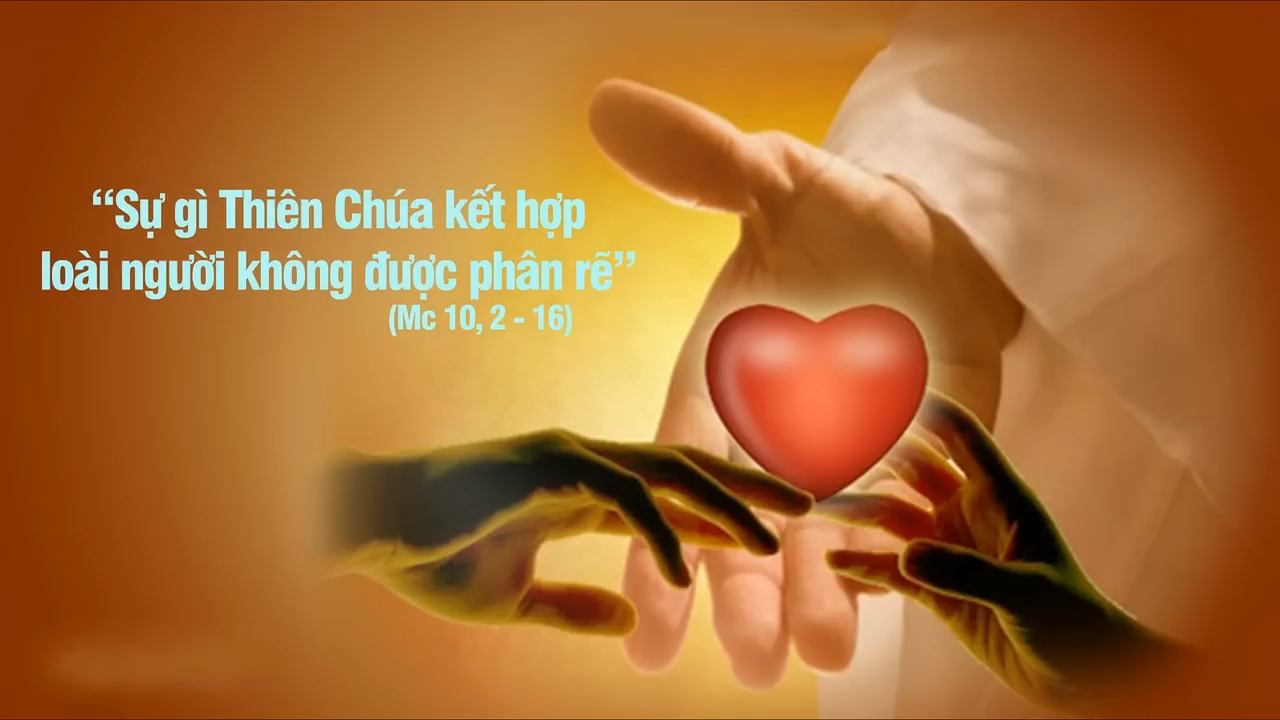 “Sự gì Thiên Chúa kết hợp
loài người không được phân rẽ”
(Mc 10, 2 - 16)